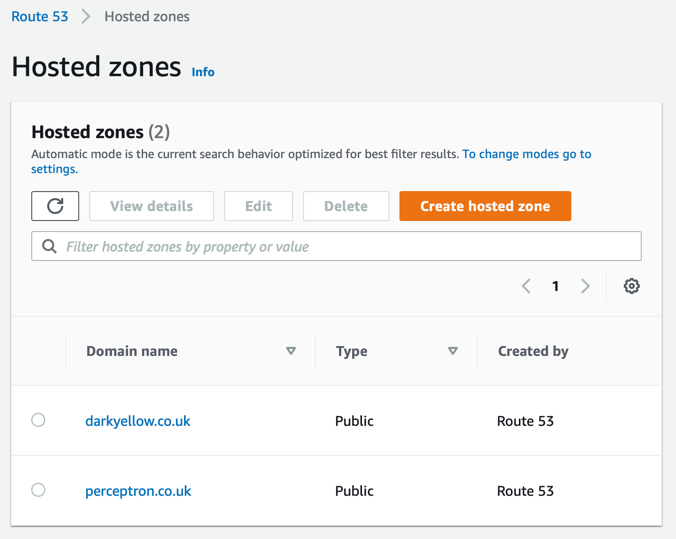 Route 53 > Hosted zones
Hosted zones Info
Hosted zones (2)
Automatic mode is the current search behavior optimized for best filter results. To change modes go to
settings.
View details Edit Delete Create hosted zone
Filter hosted zones by property or value
1
Domain name Type Created by
darkyellow.co.uk Public Route 53
perceptron.co.uk Public Route 53